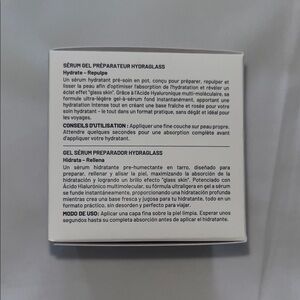 SÉRUM GEL PRÉPARATEUR HYDRAGLASS
Hydrate - Repulpe
Un sérum hydratant pré-soin en pot, conçu pour préparer, repulper et
lisser la peau afin d'optimiser l'absorption de l'hydratation et révéler un
éclat effet "glass skin". Grâce à l'Acide Hyaluronique multi-moléculaire, sa
formule ultra-légère gel-à-sérum fond instantanément, apportant une
hydratation intense tout en créant une base fraîche et repulpée pour votre
hydratant - le tout dans un format pratique, sans dégât et idéal pour
les voyages.
CONSEILS D'UTILISATION : Appliquer une fine couche sur peau propre.
Attendre quelques secondes pour une absorption complète avant
d'appliquer votre hydratant.
GEL SÉRUM PREPARADOR HYDRAGLASS
Hidrata - Rellena
Un sérum hidratante pre-humectante en tarro, diseñado para
preparar, rellenar y alisar la piel, maximizando la absorción de la
hidratación y logrando un brillo efecto "glass skin". Potenciado con
Ácido Hialurónico multimolecular, su fórmula ultraligera en gel a sérum
se funde instantáneamente, proporcionando una hidratación profunda
mientras crea una base fresca y jugosa para tu hidratante, todo en un
formato práctico, sin desorden y perfecto para viajar.
MODO DE USO: Aplicar una capa fina sobre la piel limpia. Esperar unos
segundos hasta su completa absorción antes de aplicar el hidratante.